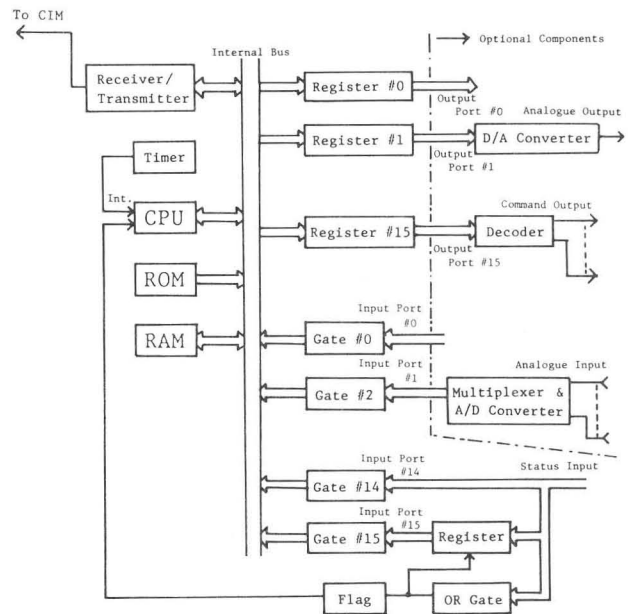 To CIM
Internal Bus
Optional Components
Receiver/
Transmitter
Register #0
Output
Port #0
Analogue Output
Register #1
D/A Converter
Output
Port #1
Timer
Int.
CPU
Command Output
Register #15
Decoder
Output
Port #15
ROM
Input Port
#0
RAM
Gate #0
Input Port
#1
Analogue Input
Gate #2
Multiplexer &
A/D Converter
Input Port
#14
Status Input
Gate #14
Input Port
#15
Gate #15
Register
Flag
OR Gate